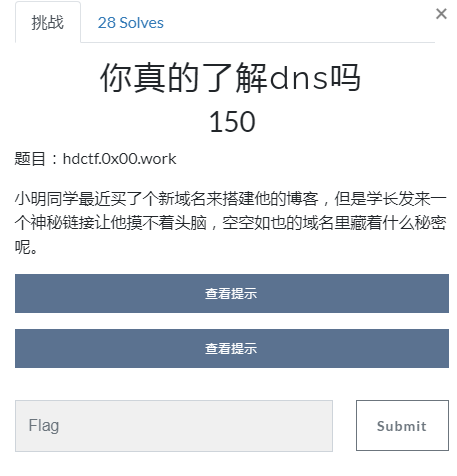 挑战
28 Solves
×
你真的了解dns吗
150
题目：hdctf.0x00.work
小明同学最近买了个新域名来搭建他的博客，但是学长发来一
个神秘链接让他摸不着头脑，空空如也的域名里藏着什么秘密
呢。
查看提示
查看提示
Flag
Submit